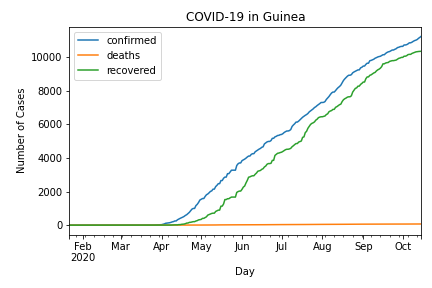 COVID-19 in Guinea
confirmed
deaths
recovered
Number of Cases
10000
8000
6000
4000
2000
0
Feb Mar Apr May Jun Jul Aug Sep Oct
2020
Day